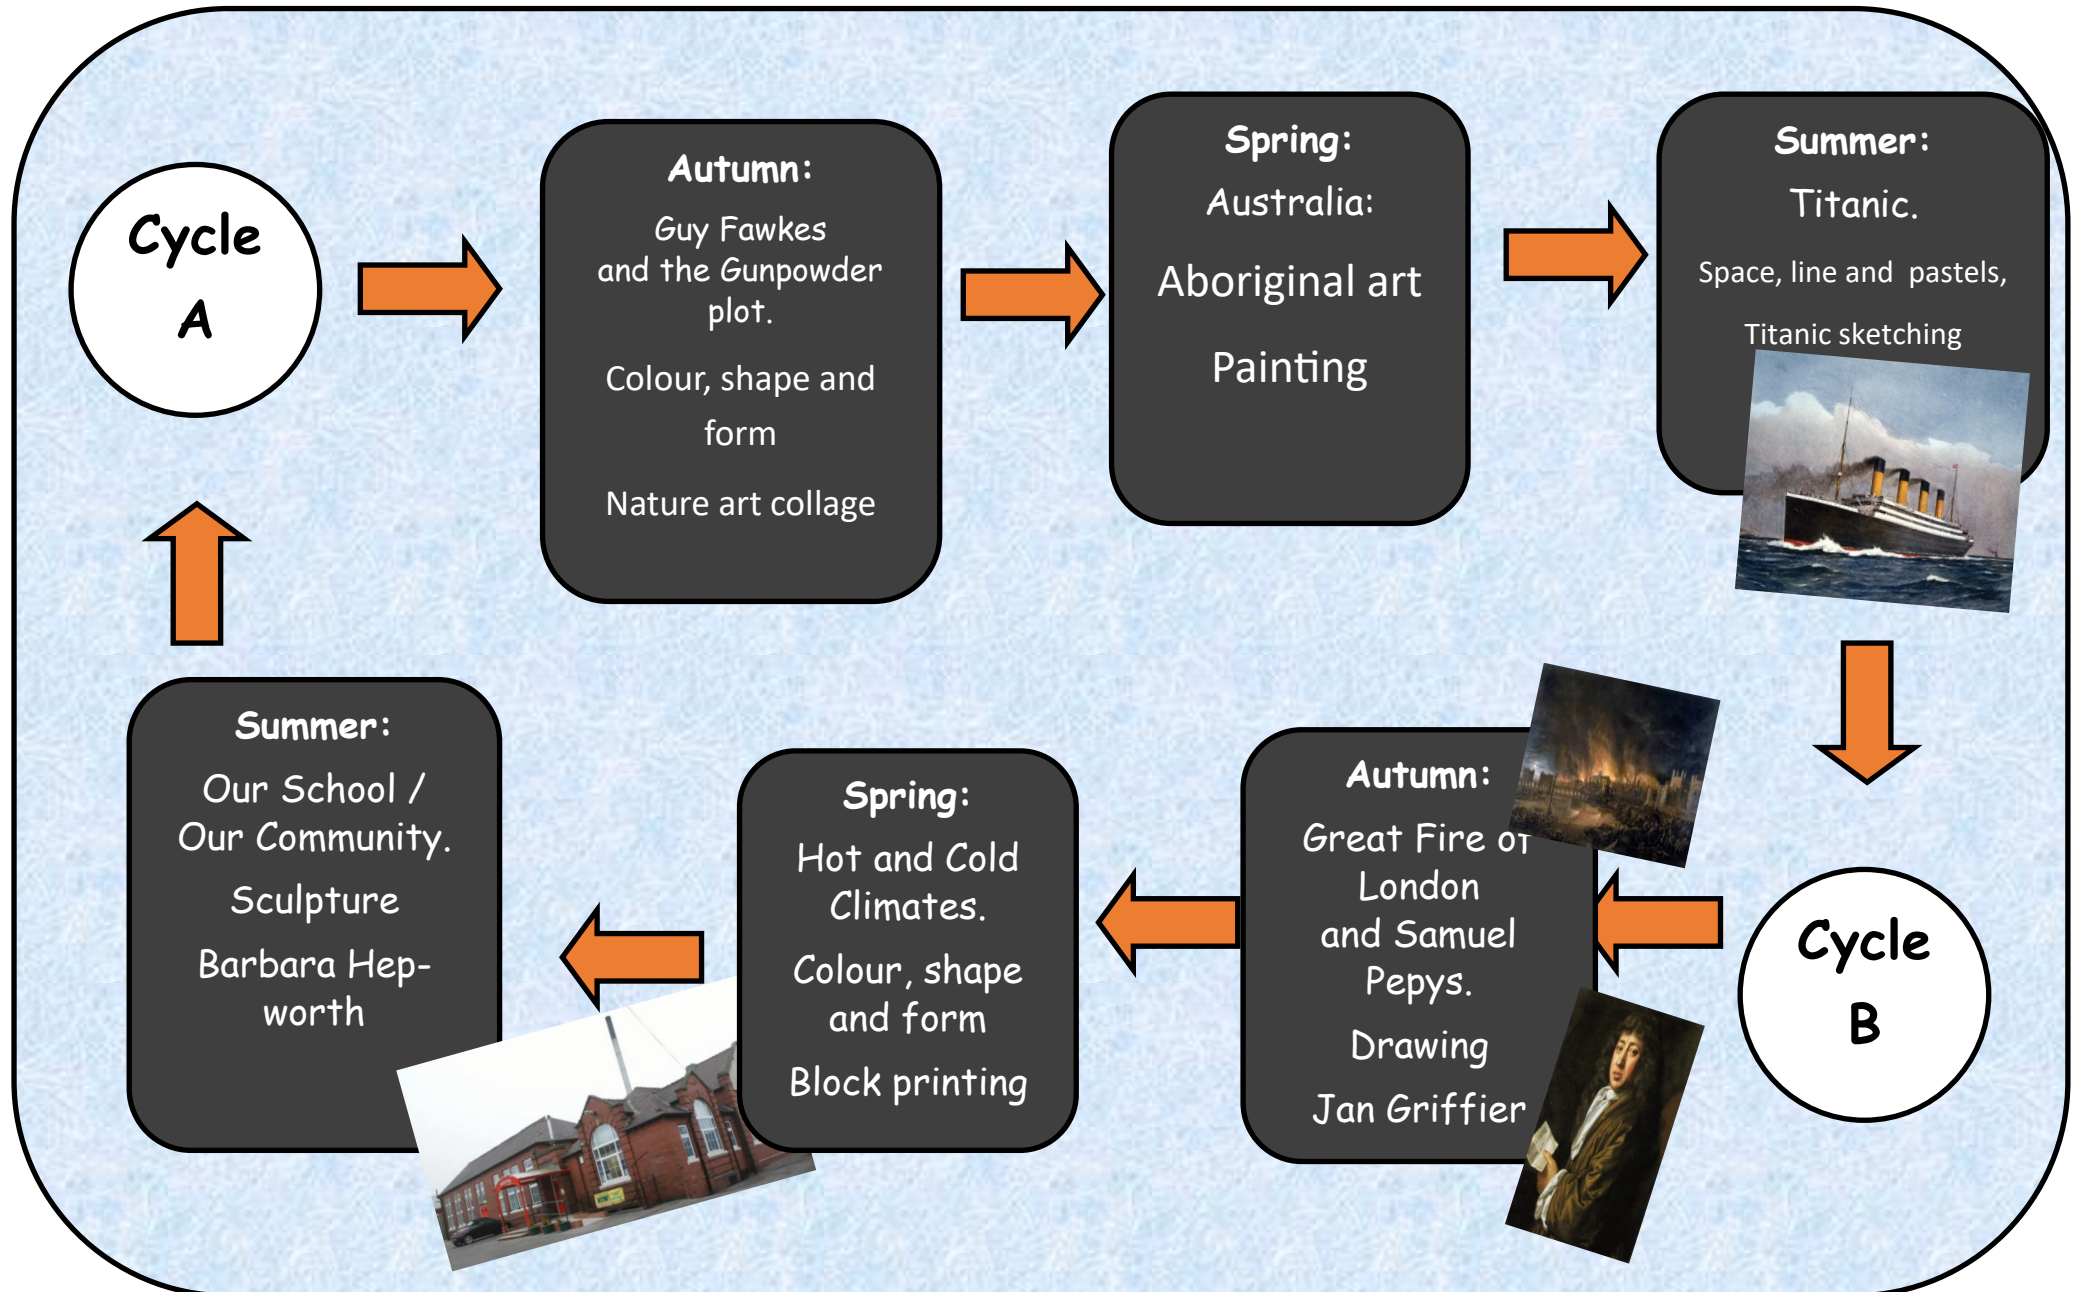 Cycle
A
Autumn:
Guy Fawkes
and the Gunpowder
plot.
Colour, shape and
form
Nature art collage
Spring:
Australia:
Aboriginal art
Painting
Summer:
Titanic.
Space, line and pastels,
Titanic sketching
Cycle
B
Autumn:
Great Fire of
London
and Samuel
Pepys.
Drawing
Jan Griffier
Spring:
Hot and Cold
Climates.
Colour, shape
and form
Block printing
Summer:
Our School /
Our Community.
Sculpture
Barbara Hep-
worth